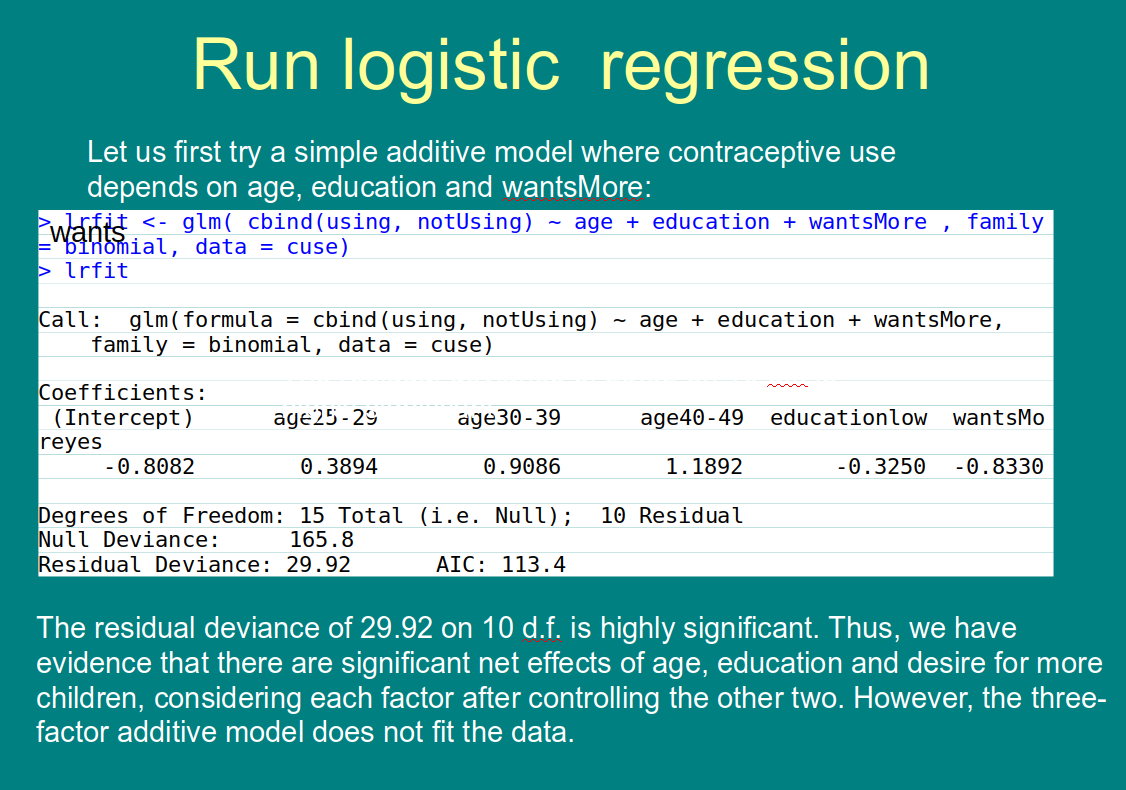 Run logistic  regression
Let us first try a simple additive model where contraceptive use
depends on age, education and wantsMore:
> lrfit <- glm( cbind(using, notUsing) ~ age + education + wantsMore , family
wants
= binomial, data = cuse)
> lrfit
Call:  glm(formula = cbind(using, notUsing) ~ age + education + wantsMore,
    family = binomial, data = cuse)
Coefficients:
 (Intercept)      age25-29      age30-39      age40-49  educationlow  wantsMo
reyes
     -0.8082        0.3894        0.9086        1.1892       -0.3250  -0.8330
Degrees of Freedom: 15 Total (i.e. Null);  10 Residual
Null Deviance:     165.8
Residual Deviance: 29.92      AIC: 113.4
The residual deviance of 29.92 on 10 d.f. is highly significant. Thus, we have
evidence that there are significant net effects of age, education and desire for more
children, considering each factor after controlling the other two. However, the three-
factor additive model does not fit the data.